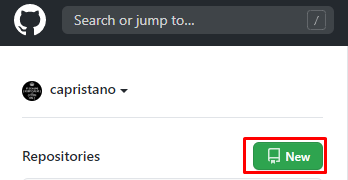 Search or jump to...
/
capristano
Repositories
New